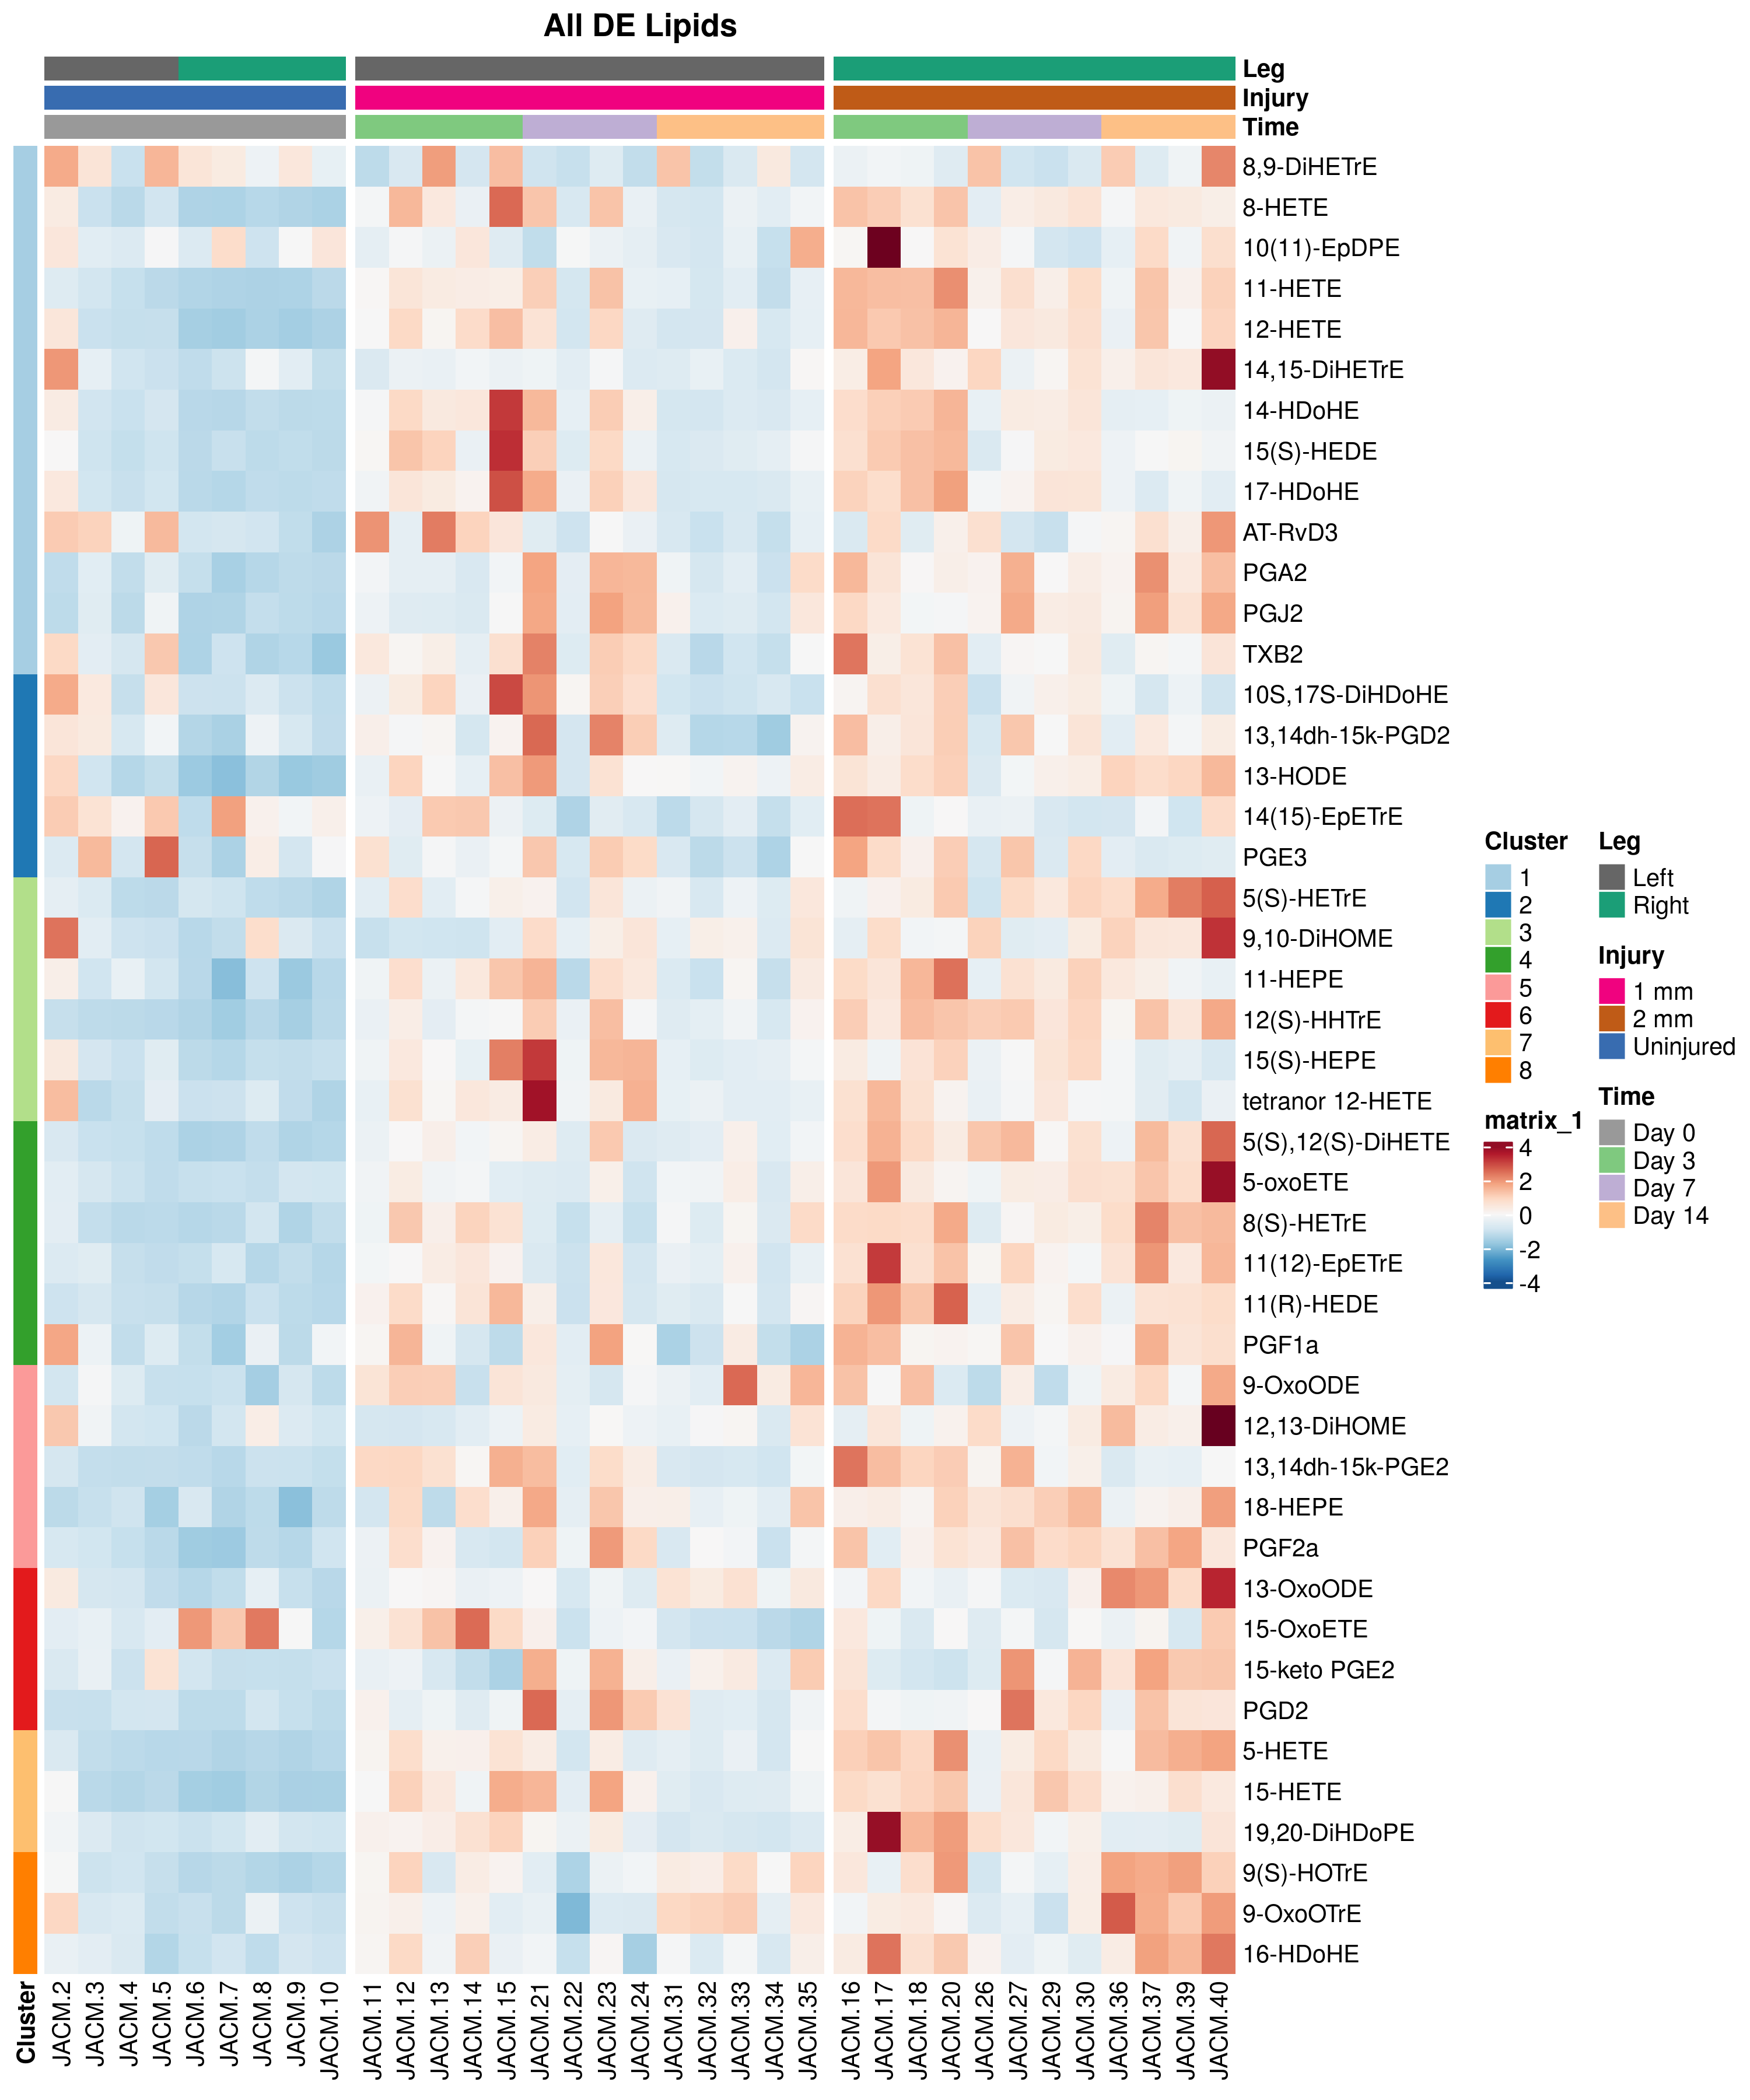 All DE Lipids
Leg
Injury
Time
8,9-DiHETrE
8-HETE
10(11)-EpDPE
11-HETE
12-HETE
14,15-DiHETrE
14-HDoHE
15(S)-HEDE
17-HDoHE
AT-RvD3
PGA2
PGJ2
TXB2
10S,17S-DiHDoHE
13,14dh-15k-PGD2
13-HODE
14(15)-EpETrE
PGE3
5(S)-HETrE
9,10-DiHOME
11-HEPE
12(S)-HHTrE
15(S)-HEPE
tetranor 12-HETE
5(S),12(S)-DiHETE
5-oxoETE
8(S)-HETrE
11(12)-EpETrE
11(R)-HEDE
PGF1a
9-OxoODE
12,13-DiHOME
13,14dh-15k-PGE2
18-HEPE
PGF2a
13-OxoODE
15-OxoETE
15-keto PGE2
PGD2
5-HETE
15-HETE
19,20-DiHDoPE
9(S)-HOTrE
9-OxoOTrE
16-HDoHE
Cluster
JACM.2
JACM.3
JACM.4
JACM.5
JACM.6
JACM.7
JACM.8
JACM.9
JACM.10
JACM.11
JACM.12
JACM.13
JACM.14
JACM.15
JACM.21
JACM.22
JACM.23
JACM.24
JACM.31
JACM.32
JACM.33
JACM.34
JACM.35
JACM.16
JACM.17
JACM.18
JACM.20
JACM.26
JACM.27
JACM.29
JACM.30
JACM.36
JACM.37
JACM.39
JACM.40
Cluster
1
2
3
4
5
6
7
8
matrix_1
4
2
0
-2
-4
Leg
Left
Right
Injury
1 mm
2 mm
Uninjured
Time
Day 0
Day 3
Day 7
Day 14